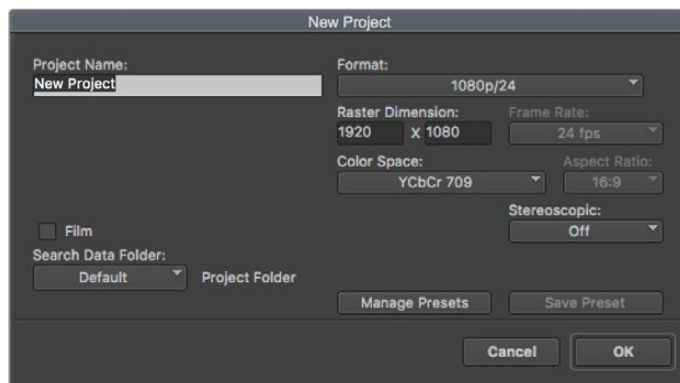 New Project
Project Name:
New Project
Format:
1080p/24
Raster Dimension:
Frame Rate:
1920 x 1080
24 fps
Color Space:
Aspect Ratio:
YCbCr 709
16:9
Stereoscopic:
Off
Film
Search Data Folder:
Default
Project Folder
Manage Presets
Save Preset
Cancel
OK